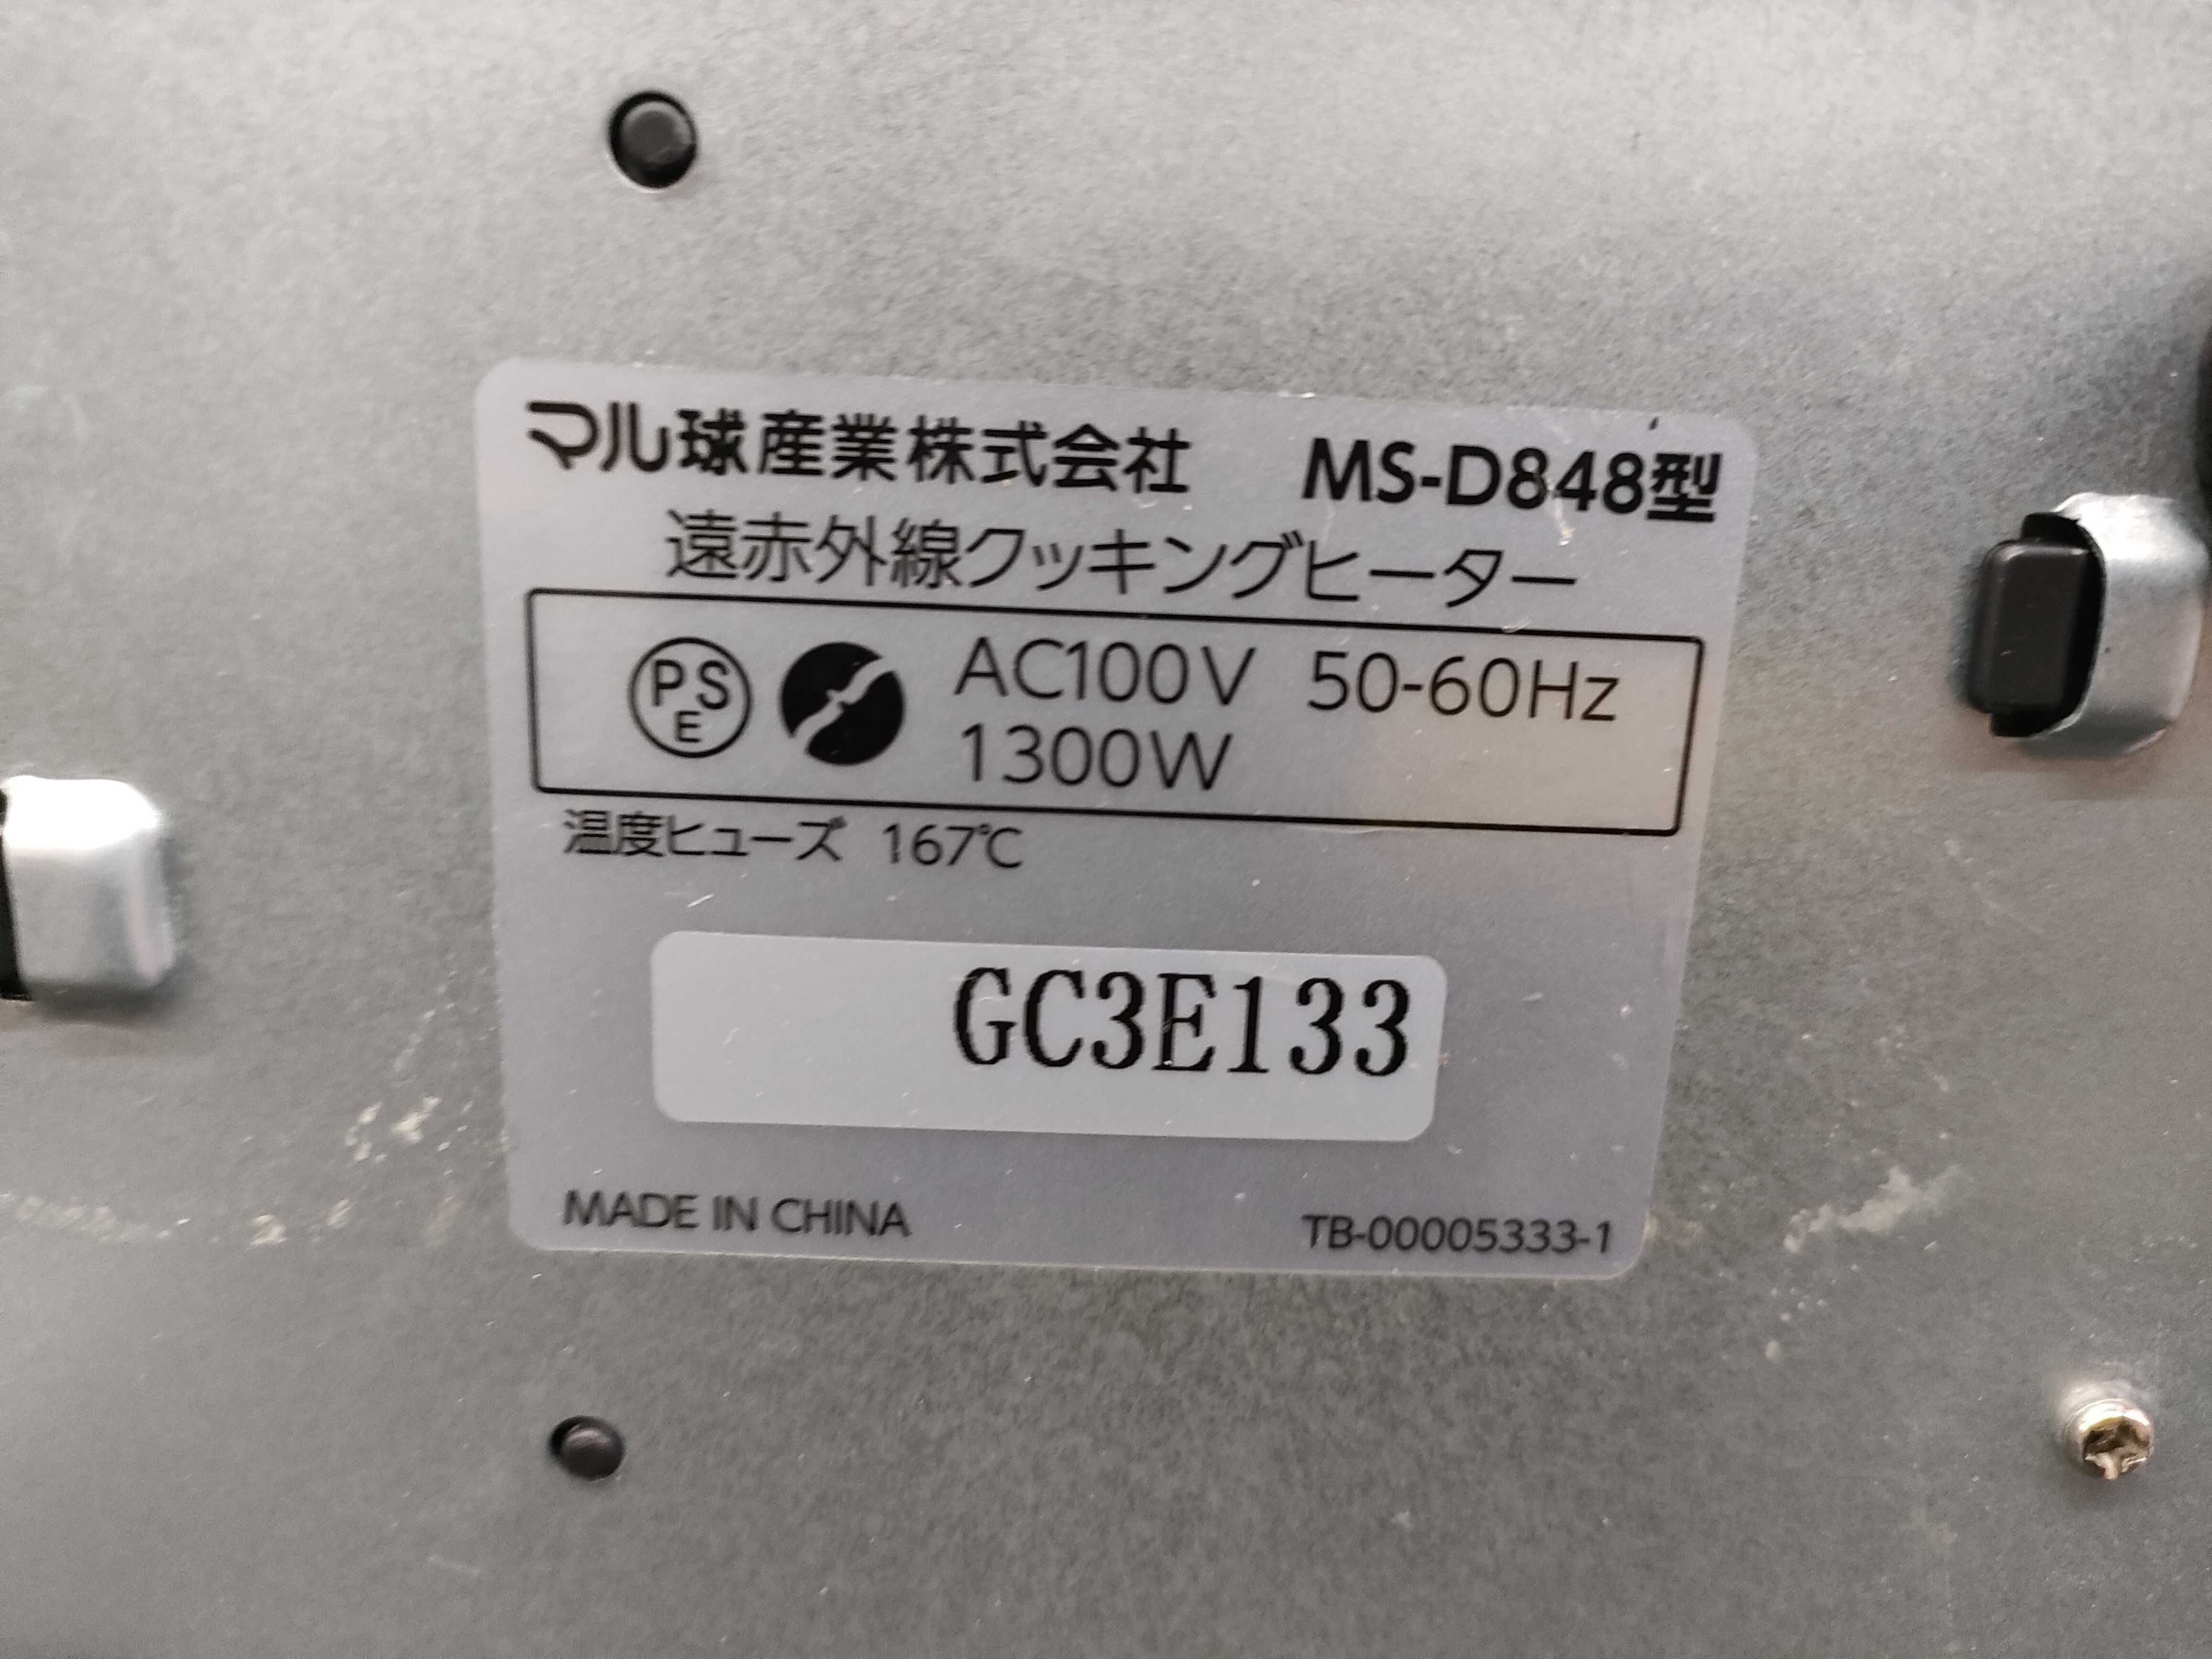 マル球産業株式会社 MS-D848型
遠赤外線クッキングヒーター
PSE AC100V 50-60Hz
1300W
温度ヒューズ 167℃
GC3E133
MADE IN CHINA TB-00005333-1